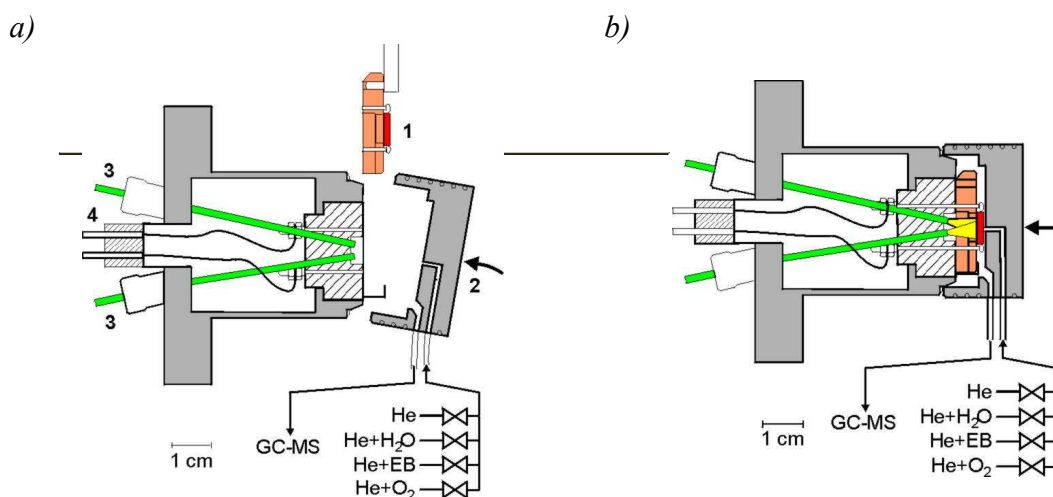 a)
1
3
4
2
3
He
He+H₂O
GC-MS
He+EB
He+O₂
1 cm
b)
He
He+H₂O
GC-MS
He+EB
He+O₂
1 cm